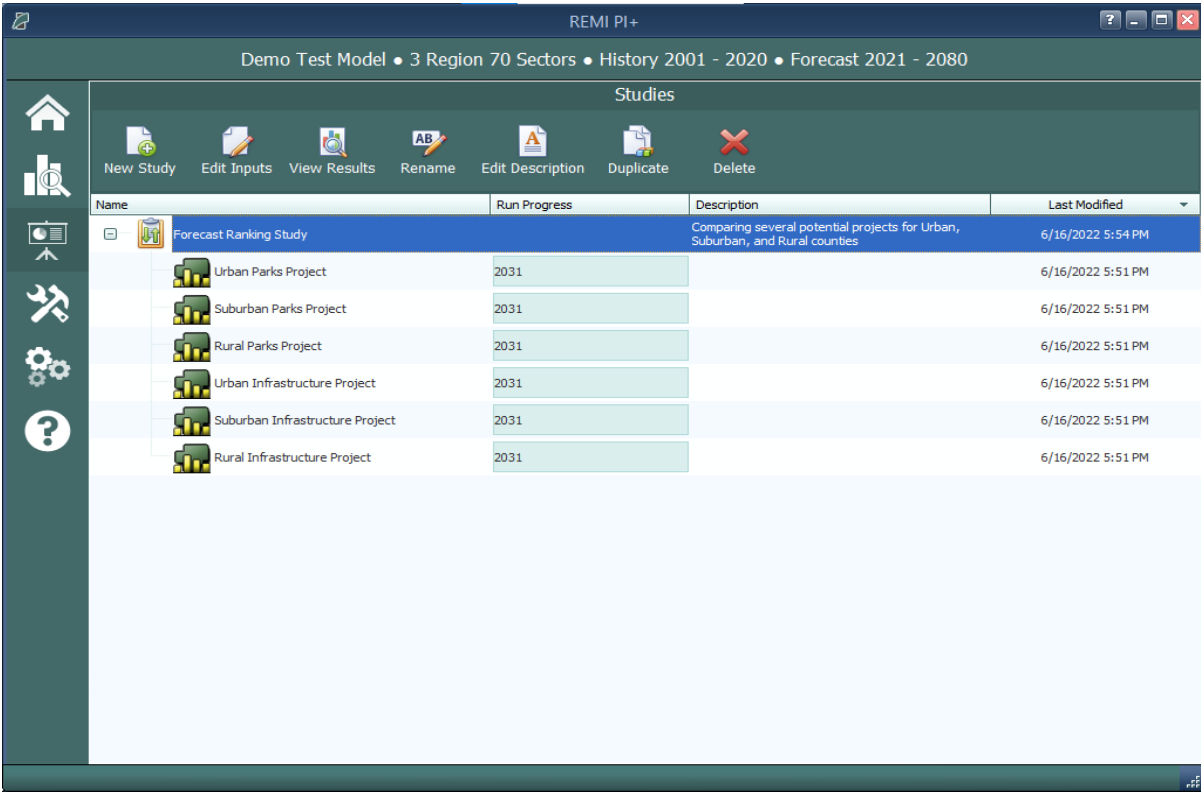 REMI PI+
Demo Test Model ● 3 Region 70 Sectors ● History 2001 - 2020 ● Forecast 2021 - 2080
Studies
New Study Edit Inputs View Results Rename Edit Description Duplicate Delete
Name Run Progress Description Last Modified
Forecast Ranking Study Comparing several potential projects for Urban, 6/16/2022 5:54 PM
Suburban, and Rural counties
Urban Parks Project 2031 6/16/2022 5:51 PM
Suburban Parks Project 2031 6/16/2022 5:51 PM
Rural Parks Project 2031 6/16/2022 5:51 PM
Urban Infrastructure Project 2031 6/16/2022 5:51 PM
Suburban Infrastructure Project 2031 6/16/2022 5:51 PM
Rural Infrastructure Project 2031 6/16/2022 5:51 PM